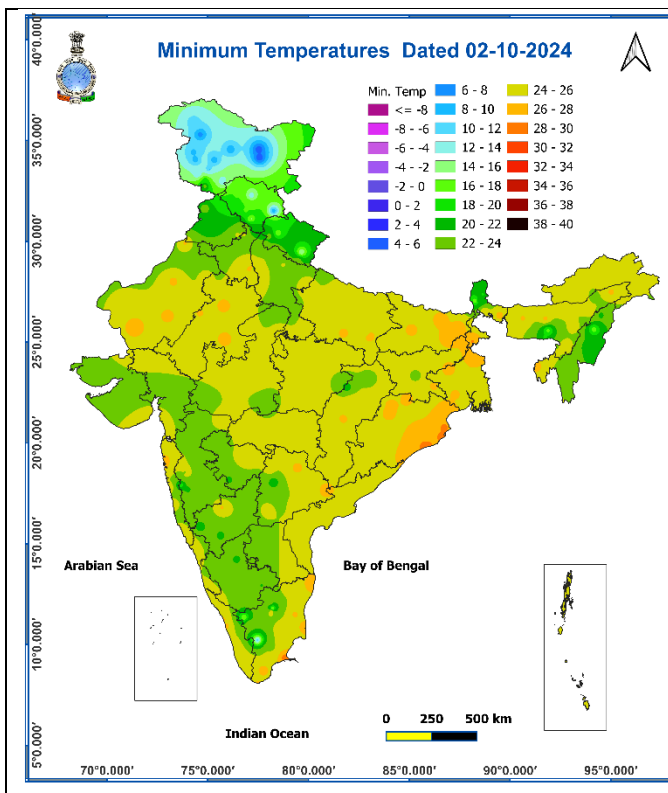 Minimum Temperatures Dated 02-10-2024
Min. Temp
<= -8
-8 - -6
-6 - -4
-4 - -2
-2 - 0
0 - 2
2 - 4
4 - 6
6 - 8
8 - 10
10 - 12
12 - 14
14 - 16
16 - 18
18 - 20
20 - 22
22 - 24
24 - 26
26 - 28
28 - 30
30 - 32
32 - 34
34 - 36
36 - 38
38 - 40
40°0.000'
35°0.000'
30°0.000'
25°0.000'
20°0.000'
15°0.000'
10°0.000'
5°0.000'
Arabian Sea
Bay of Bengal
Indian Ocean
0 250 500 km
70°0.000' 75°0.000' 80°0.000' 85°0.000' 90°0.000' 95°0.000'